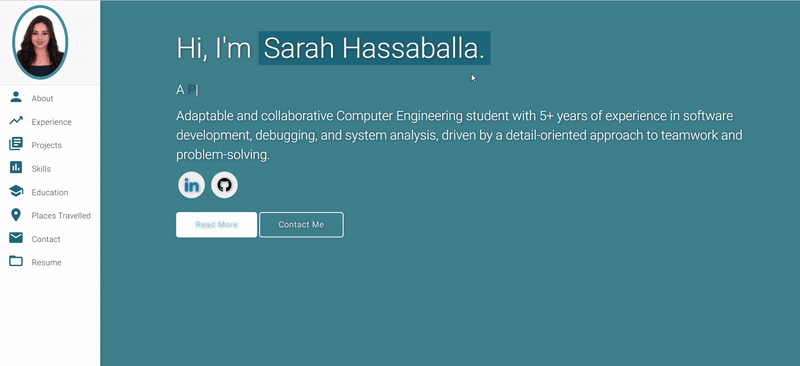 Hi, I'm Sarah Hassaballa.
A P|
Adaptable and collaborative Computer Engineering student with 5+ years of experience in software
development, debugging, and system analysis, driven by a detail-oriented approach to teamwork and
problem-solving.
in
Read More
Contact Me
About
Experience
Projects
Skills
Education
Places Travelled
Contact
Resume